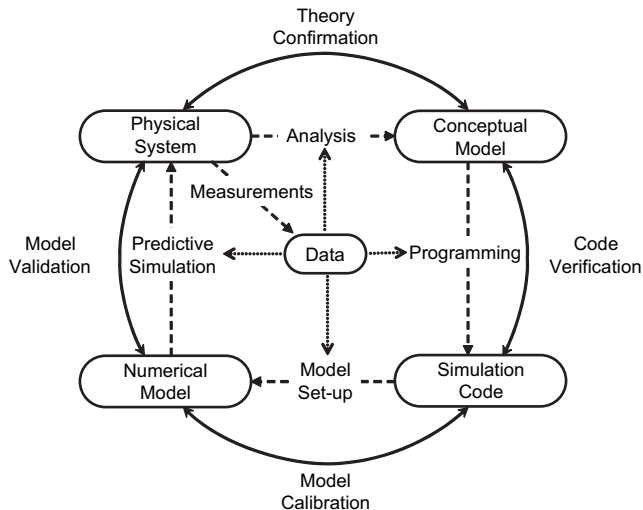 Theory
Confirmation
Physical
System
Analysis
Conceptual
Model
Measurements
Model
Validation
Predictive
Simulation
Data
Programming
Code
Verification
Numerical
Model
Model
Set-up
Simulation
Code
Model
Calibration